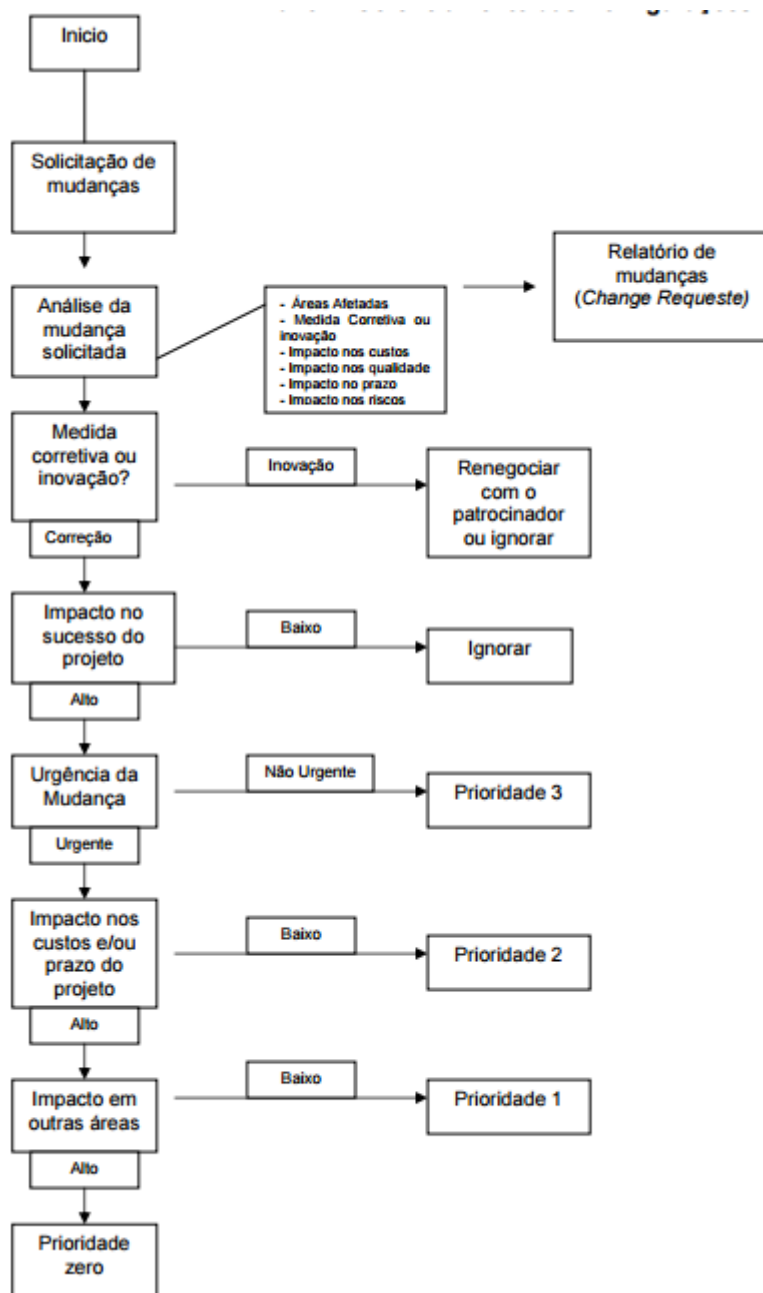 Inicio
Solicitação de
mudanças
Relatório de
mudanças
(Change Requeste)
Análise da
mudança
solicitada
- Áreas Afetadas
- Medida Corretiva ou
inovação
- Impacto nos custos
- Impacto nos qualidade
- Impacto no prazo
- Impacto nos riscos
Medida
corretiva ou
inovação?
Inovação
Renegociar
com o
patrocinador
ou ignorar
Correção
Impacto no
sucesso do
projeto
Baixo
Ignorar
Alto
Urgência da
Mudança
Não Urgente
Prioridade 3
Urgente
Impacto nos
custos e/ou
prazo do
projeto
Baixo
Prioridade 2
Alto
Impacto em
outras áreas
Baixo
Prioridade 1
Alto
Prioridade
zero